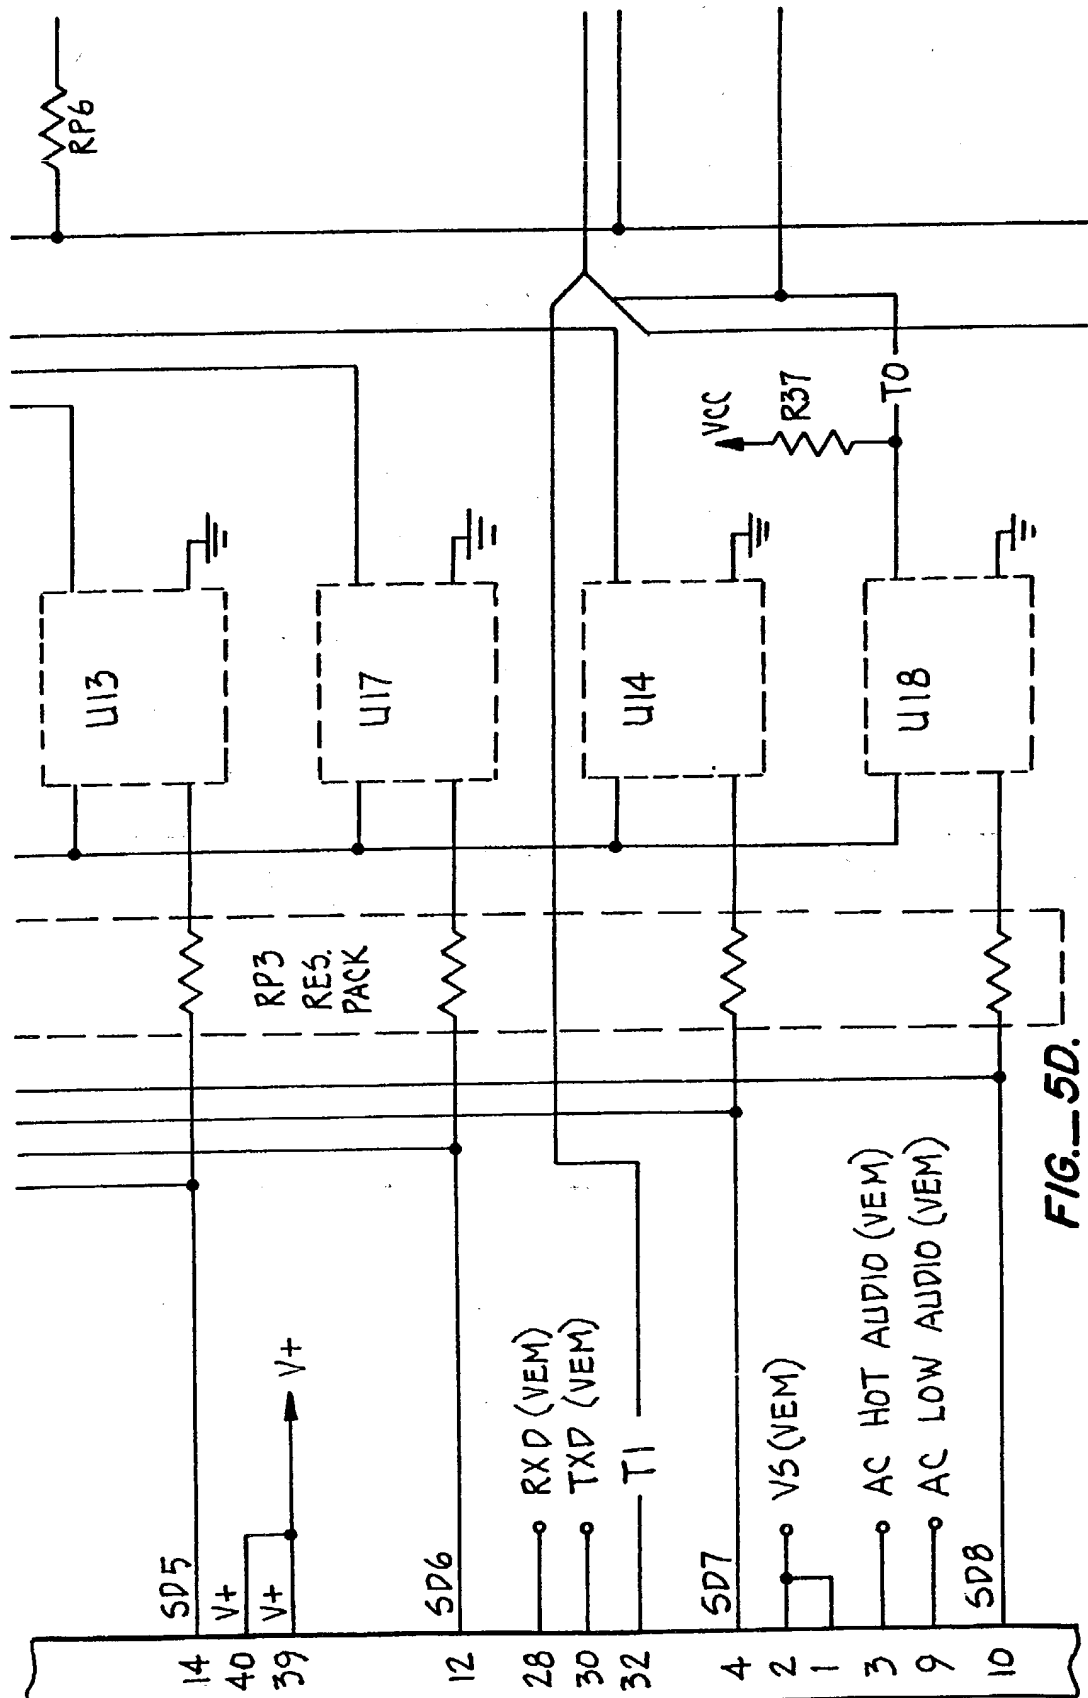 RP6
VCC
R37
T0
U13
U17
U14
U18
RP3
RES.
PACK
SD5
V+
V+
V+
SD6
RXD (VEM)
TXD (VEM)
T1
SD7
VS (VEM)
AC HOT AUDIO (VEM)
AC LOW AUDIO (VEM)
SD8
14
40
39
12
28
30
32
4
2
1
3
9
10
FIG._5D.